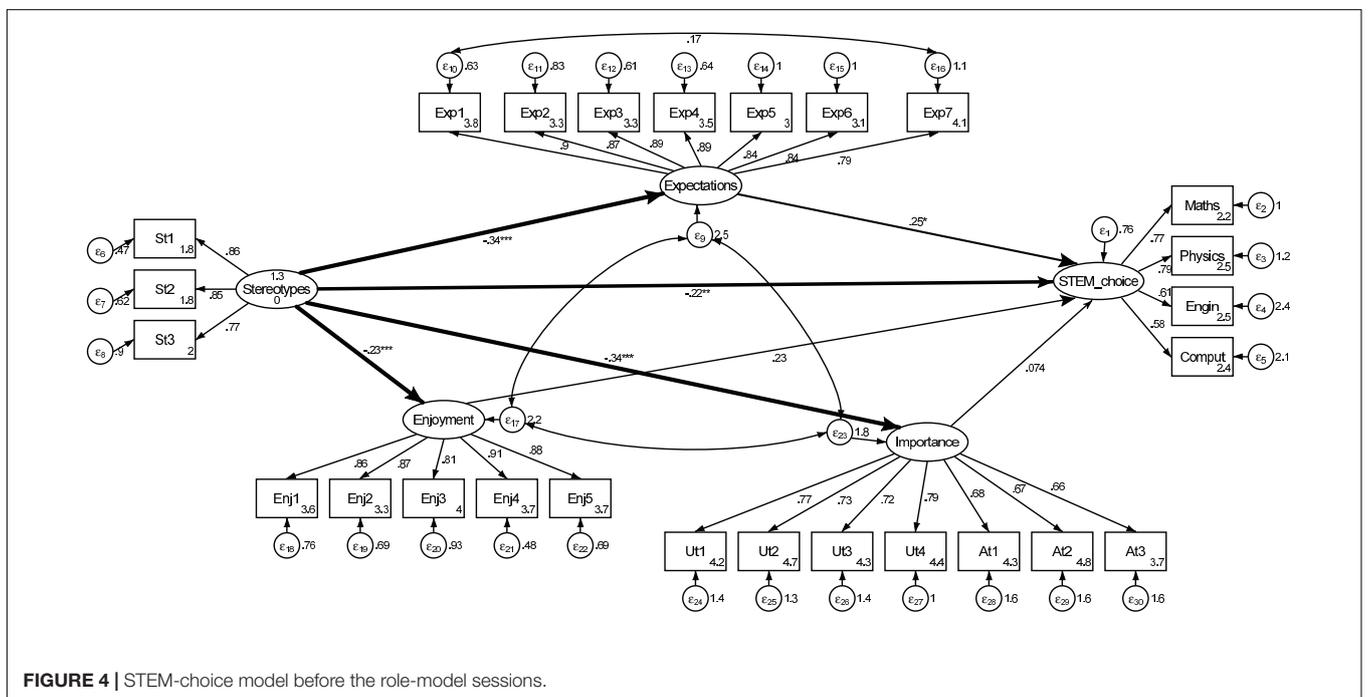 .17
ε10 .63 ε11 .83 ε12 .61 ε13 .64 ε14 1 ε15 1 ε16 1.1
Exp1 3.8 Exp2 3.3 Exp3 3.3 Exp4 3.5 Exp5 3 Exp6 3.1 Exp7 4.1
.9 .87 .89 .89 .84 .84 .79
Expectations
ε9 2.5
ε6 .47 St1 1.8 .86
ε7 .62 St2 1.8 .85
ε8 .9 St3 2 .77
1.3
Stereotypes
0
-.34***
.25*
-.22**
-.23***
-.34***
.23
.074
ε1 .76
STEM_choice
.77 Maths 2.2 ε2 1
.79 Physics 2.5 ε3 1.2
.61 Engin 2.5 ε4 2.4
.58 Comput 2.4 ε5 2.1
Enjoyment ε17 2.2
ε23 1.8 Importance
.86 .87 .81 .91 .88
Enj1 3.6 Enj2 3.3 Enj3 4 Enj4 3.7 Enj5 3.7
ε18 .76 ε19 .69 ε20 .93 ε21 .48 ε22 .69
.77 .73 .72 .79 .68 .67 .66
Ut1 4.2 Ut2 4.7 Ut3 4.3 Ut4 4.4 At1 4.3 At2 4.8 At3 3.7
ε24 1.4 ε25 1.3 ε26 1.4 ε27 1 ε28 1.6 ε29 1.6 ε30 1.6
FIGURE 4 | STEM-choice model before the role-model sessions.